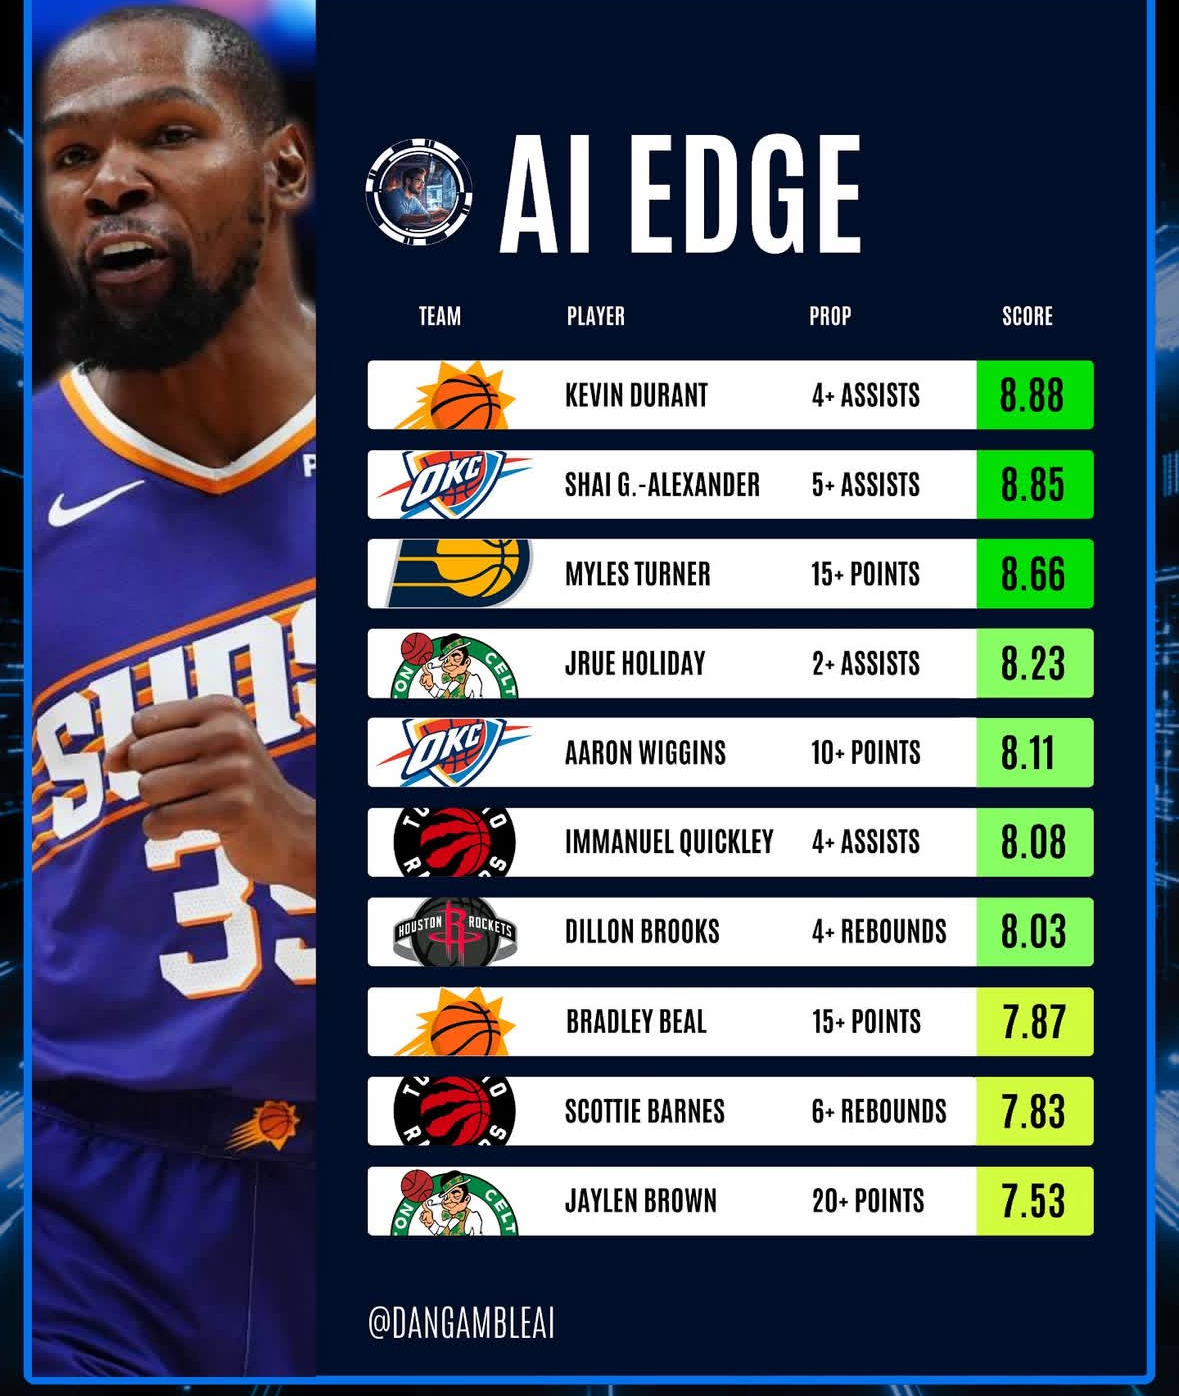 AI EDGE
TEAM PLAYER PROP SCORE
KEVIN DURANT 4+ ASSISTS 8.88
OKC SHAI G.-ALEXANDER 5+ ASSISTS 8.85
MYLES TURNER 15+ POINTS 8.66
ON CELT JRUE HOLIDAY 2+ ASSISTS 8.23
OKC AARON WIGGINS 10+ POINTS 8.11
IMMANUEL QUICKLEY 4+ ASSISTS 8.08
HOUSTON R ROCKETS DILLON BROOKS 4+ REBOUNDS 8.03
BRADLEY BEAL 15+ POINTS 7.87
SCOTTIE BARNES 6+ REBOUNDS 7.83
ON CELT JAYLEN BROWN 20+ POINTS 7.53
@DANGAMBLEAI
SUNS
35